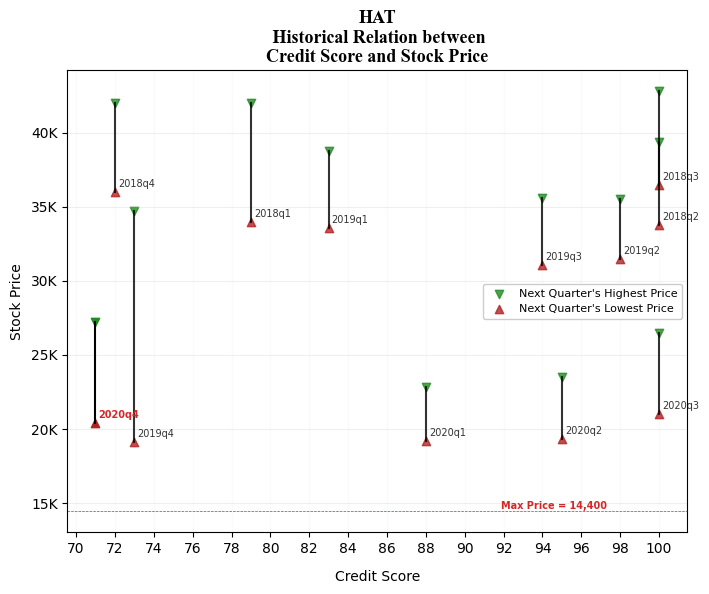 HAT
Historical Relation between
Credit Score and Stock Price
Stock Price
40K
35K
30K
25K
20K
15K
2018q4
2018q1
2019q1
2018q3
2018q2
2019q3
2019q2
Next Quarter's Highest Price
Next Quarter's Lowest Price
2020q4
2019q4
2020q1
2020q2
2020q3
Max Price = 14,400
70 72 74 76 78 80 82 84 86 88 90 92 94 96 98 100
Credit Score